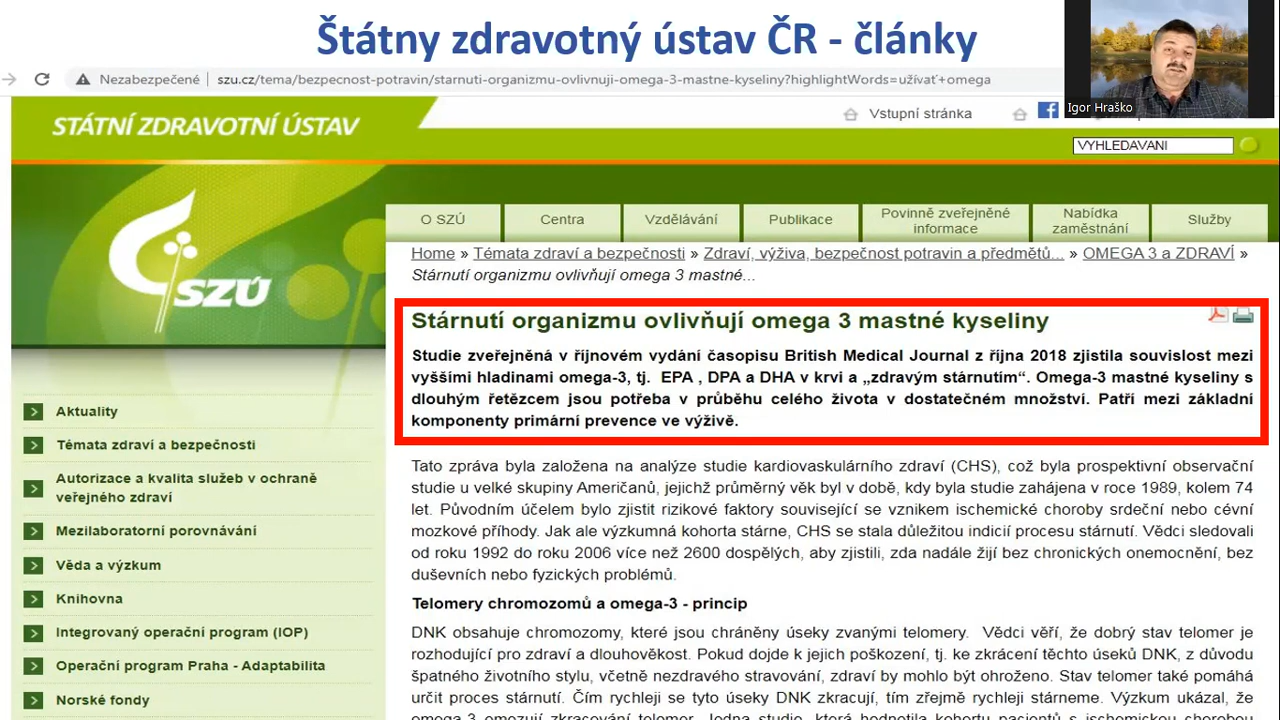 Štátny zdravotný ústav ČR - články
Nezabezpečené | szu.cz/tema/bezpecnost-potravin/starnuti-organizmu-ovlivnuji-omega-3-mastne-kyseliny?highlightWords=užívať+omega
Igor Hraško
STÁTNÍ ZDRAVOTNÍ ÚSTAV
Vstupní stránka
VYHLEDAVANI
SZÚ
O SZÚ
Centra
Vzdělávání
Publikace
Povinně zveřejněné
informace
Nabídka
zaměstnání
Služby
Home » Témata zdraví a bezpečnosti » Zdraví, výživa, bezpečnost potravin a předmětů... » OMEGA 3 a ZDRAVÍ »
Stárnutí organizmu ovlivňují omega 3 mastné...
Stárnutí organizmu ovlivňují omega 3 mastné kyseliny
Studie zveřejněná v říjnovém vydání časopisu British Medical Journal z října 2018 zjistila souvislost mezi
vyššími hladinami omega-3, tj. EPA , DPA a DHA v krvi a „zdravým stárnutím“. Omega-3 mastné kyseliny s
dlouhým řetězcem jsou potřeba v průběhu celého života v dostatečném množství. Patří mezi základní
komponenty primární prevence ve výživě.
Tato zpráva byla založena na analýze studie kardiovaskulárního zdraví (CHS), což byla prospektivní observační
studie u velké skupiny Američanů, jejichž průměrný věk byl v době, kdy byla studie zahájena v roce 1989, kolem 74
let. Původním účelem bylo zjistit rizikové faktory související se vznikem ischemické choroby srdeční nebo cévní
mozkové příhody. Jak ale výzkumná kohorta stárne, CHS se stala důležitou indicií procesu stárnutí. Vědci sledovali
od roku 1992 do roku 2006 více než 2600 dospělých, aby zjistili, zda nadále žijí bez chronických onemocnění, bez
duševních nebo fyzických problémů.
Telomery chromozomů a omega-3 - princip
DNK obsahuje chromozomy, které jsou chráněny úseky zvanými telomery. Vědci věří, že dobrý stav telomer je
rozhodující pro zdraví a dlouhověkost. Pokud dojde k jejich poškození, tj. ke zkrácení těchto úseků DNK, z důvodu
špatného životního stylu, včetně nezdravého stravování, zdraví by mohlo být ohroženo. Stav telomer také pomáhá
určit proces stárnutí. Čím rychleji se tyto úseky DNK zkracují, tím zřejmě rychleji stárneme. Výzkum ukázal, že
omega-3 omezují zkracování telomer. Jedna studie, která hodnotila kohortu pacientů s ischemickou chorobou
Aktuality
Témata zdraví a bezpečnosti
Autorizace a kvalita služeb v ochraně
veřejného zdraví
Mezilaboratorní porovnávání
Věda a výzkum
Knihovna
Integrovaný operační program (IOP)
Operační program Praha - Adaptabilita
Norské fondy